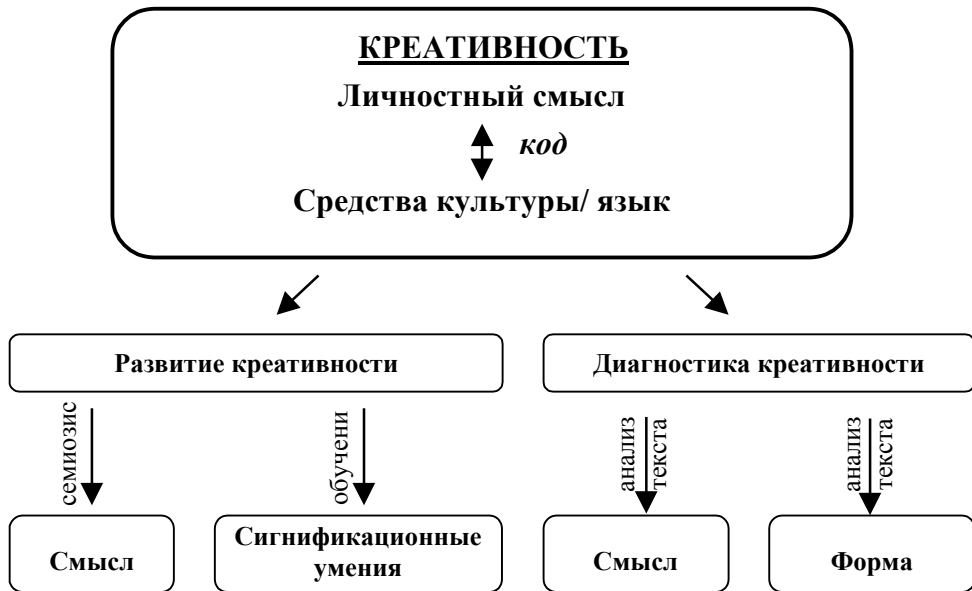 КРЕАТИВНОСТЬ
Личностный смысл
код
Средства культуры/ язык
Развитие креативности
Диагностика креативности
семиозис
обучени
анализ
текста
анализ
текста
Смысл
Сигнификационные
умения
Смысл
Форма